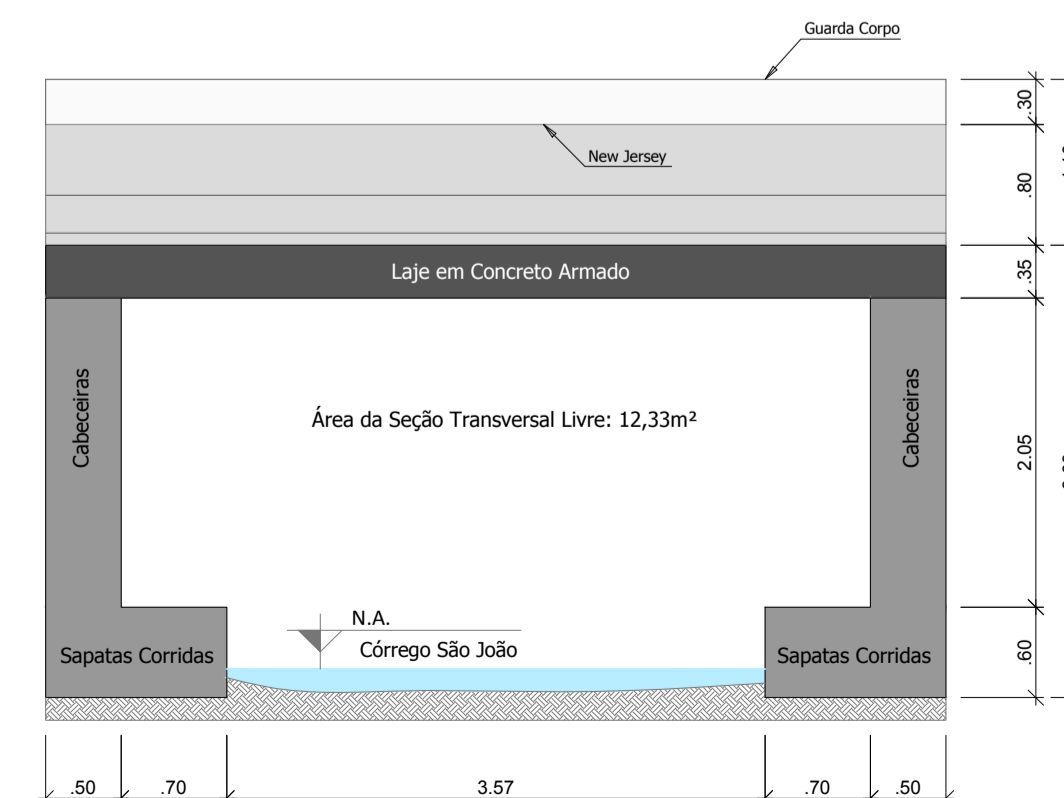 Guarda Corpo
.30
New Jersey
.80
Laje em Concreto Armado
.35
Cabeceiras
Cabeceiras
Área da Seção Transversal Livre: 12,33m²
2.05
N.A.
Córrego São João
Sapatas Corridas
Sapatas Corridas
.60
.50
.70
3.57
.70
.50